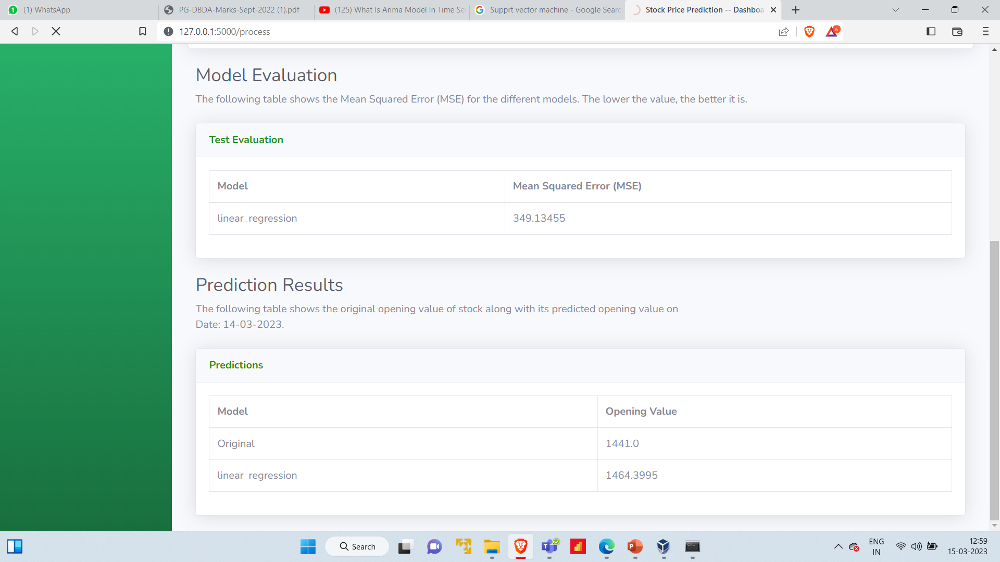 (1) WhatsApp
PG-DBDA-Marks-Sept-2022 (1).pdf
(125) What Is Arima Model In Time Se
Supprt vector machine - Google Searc
Stock Price Prediction -- Dashboa
127.0.0.1:5000/process
6
Model Evaluation
The following table shows the Mean Squared Error (MSE) for the different models. The lower the value, the better it is.
Test Evaluation
Model Mean Squared Error (MSE)
linear_regression 349.13455
Prediction Results
The following table shows the original opening value of stock along with its predicted opening value on
Date: 14-03-2023.
Predictions
Model Opening Value
Original 1441.0
linear_regression 1464.3995
Search
ENG
IN
12:59
15-03-2023